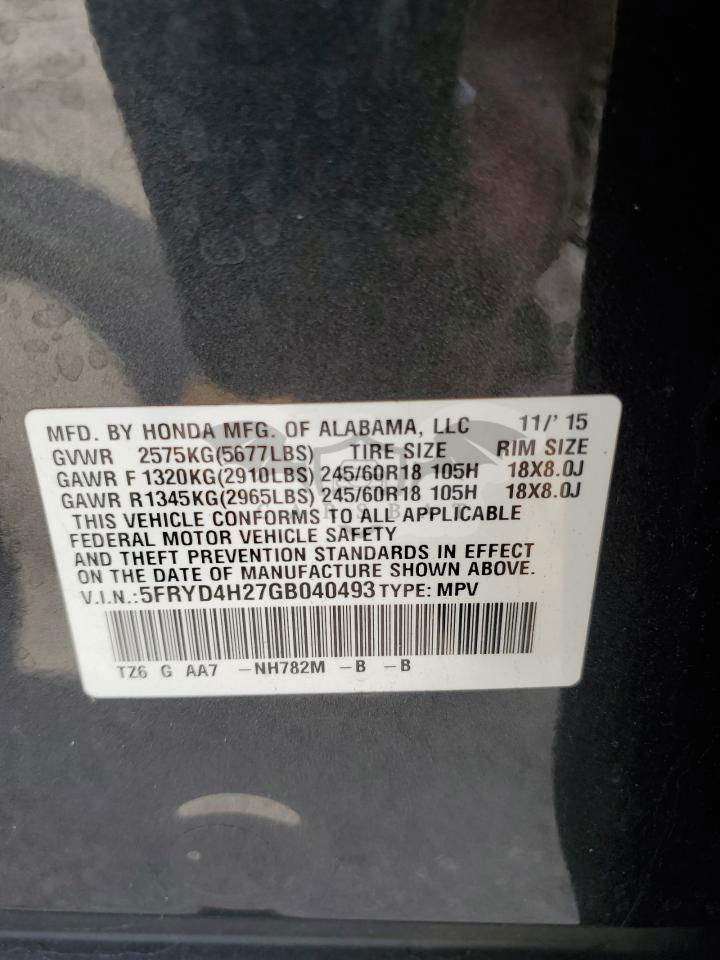 MFD. BY HONDA MFG. OF ALABAMA, LLC 11/'15
GVWR 2575KG(5677LBS) TIRE SIZE RIM SIZE
GAWR F 1320KG(2910LBS) 245/60R18 105H 18X8.0J
GAWR R1345KG(2965LBS) 245/60R18 105H 18X8.0J
THIS VEHICLE CONFORMS TO ALL APPLICABLE
FEDERAL MOTOR VEHICLE SAFETY
AND THEFT PREVENTION STANDARDS IN EFFECT
ON THE DATE OF MANUFACTURE SHOWN ABOVE.
V.I.N.:5FRYD4H27GB040493 TYPE: MPV
TZ6 G AA7 -NH782M -B -B